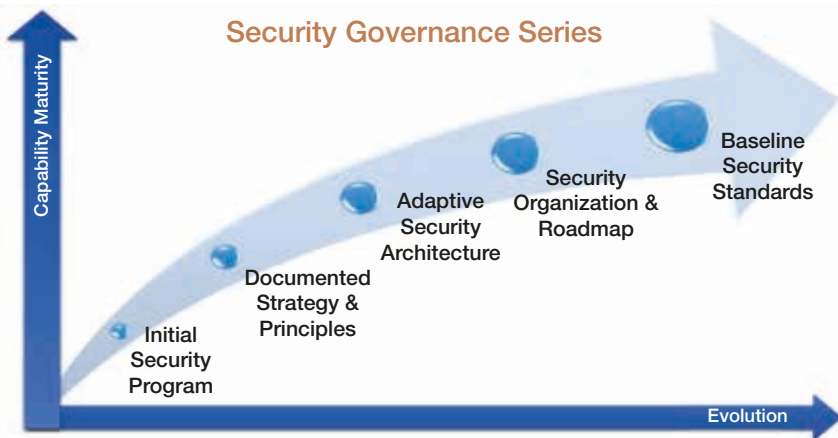 Security Governance Series
Capability Maturity
Baseline
Security
Standards
Security
Organization &
Roadmap
Adaptive
Security
Architecture
Documented
Strategy &
Principles
Initial
Security
Program
Evolution